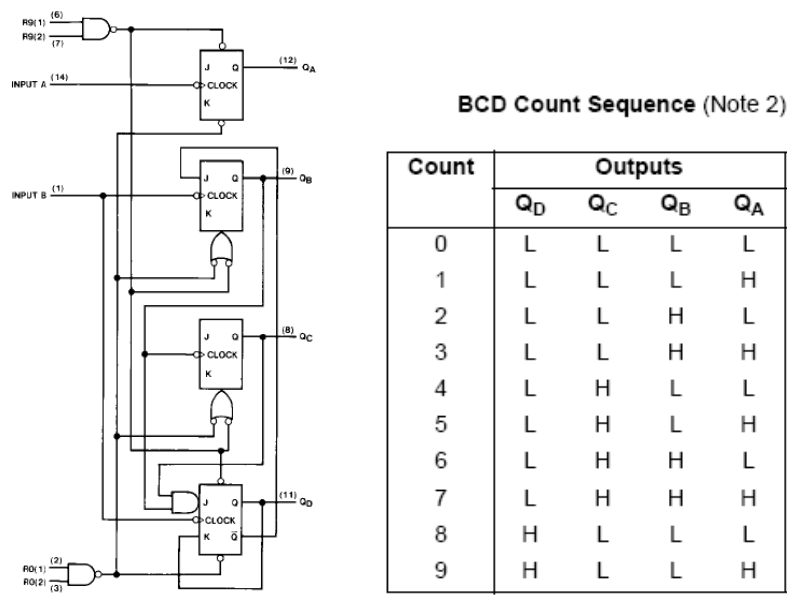 R9(1) (6)
R9(2) (7)
J Q (12) QA
INPUT A (14) CLOCK
K
J Q (9) QB
INPUT B (1) CLOCK
K
J Q (8) QC
CLOCK
K
J Q (11) QD
CLOCK
K Q̅
R0(1) (2)
R0(2) (3)
BCD Count Sequence (Note 2)
Count Outputs
QD QC QB QA
0 L L L L
1 L L L H
2 L L H L
3 L L H H
4 L H L L
5 L H L H
6 L H H L
7 L H H H
8 H L L L
9 H L L H